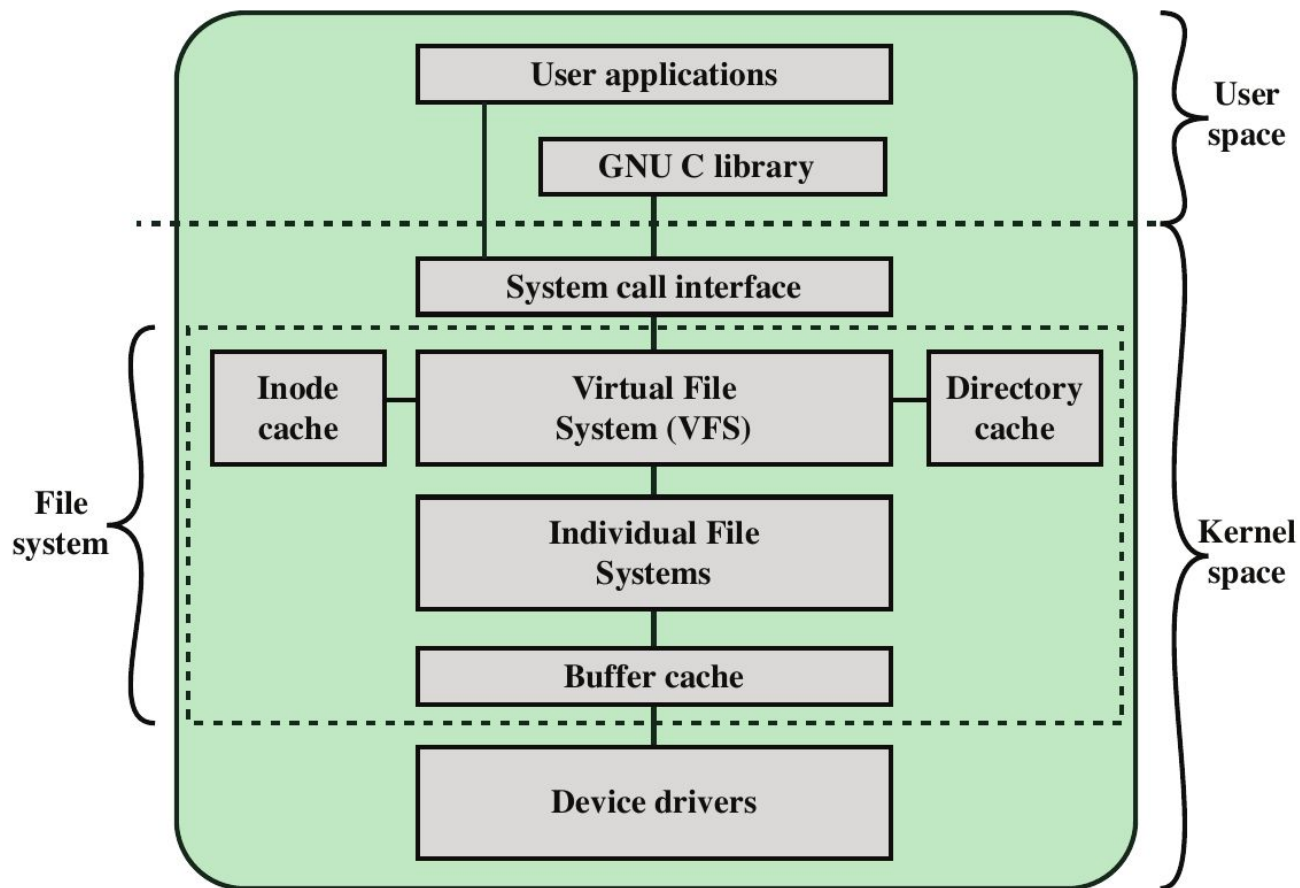 User applications
User
space
GNU C library
System call interface
Inode
cache
Virtual File
System (VFS)
Directory
cache
File
system
Individual File
Systems
Kernel
space
Buffer cache
Device drivers